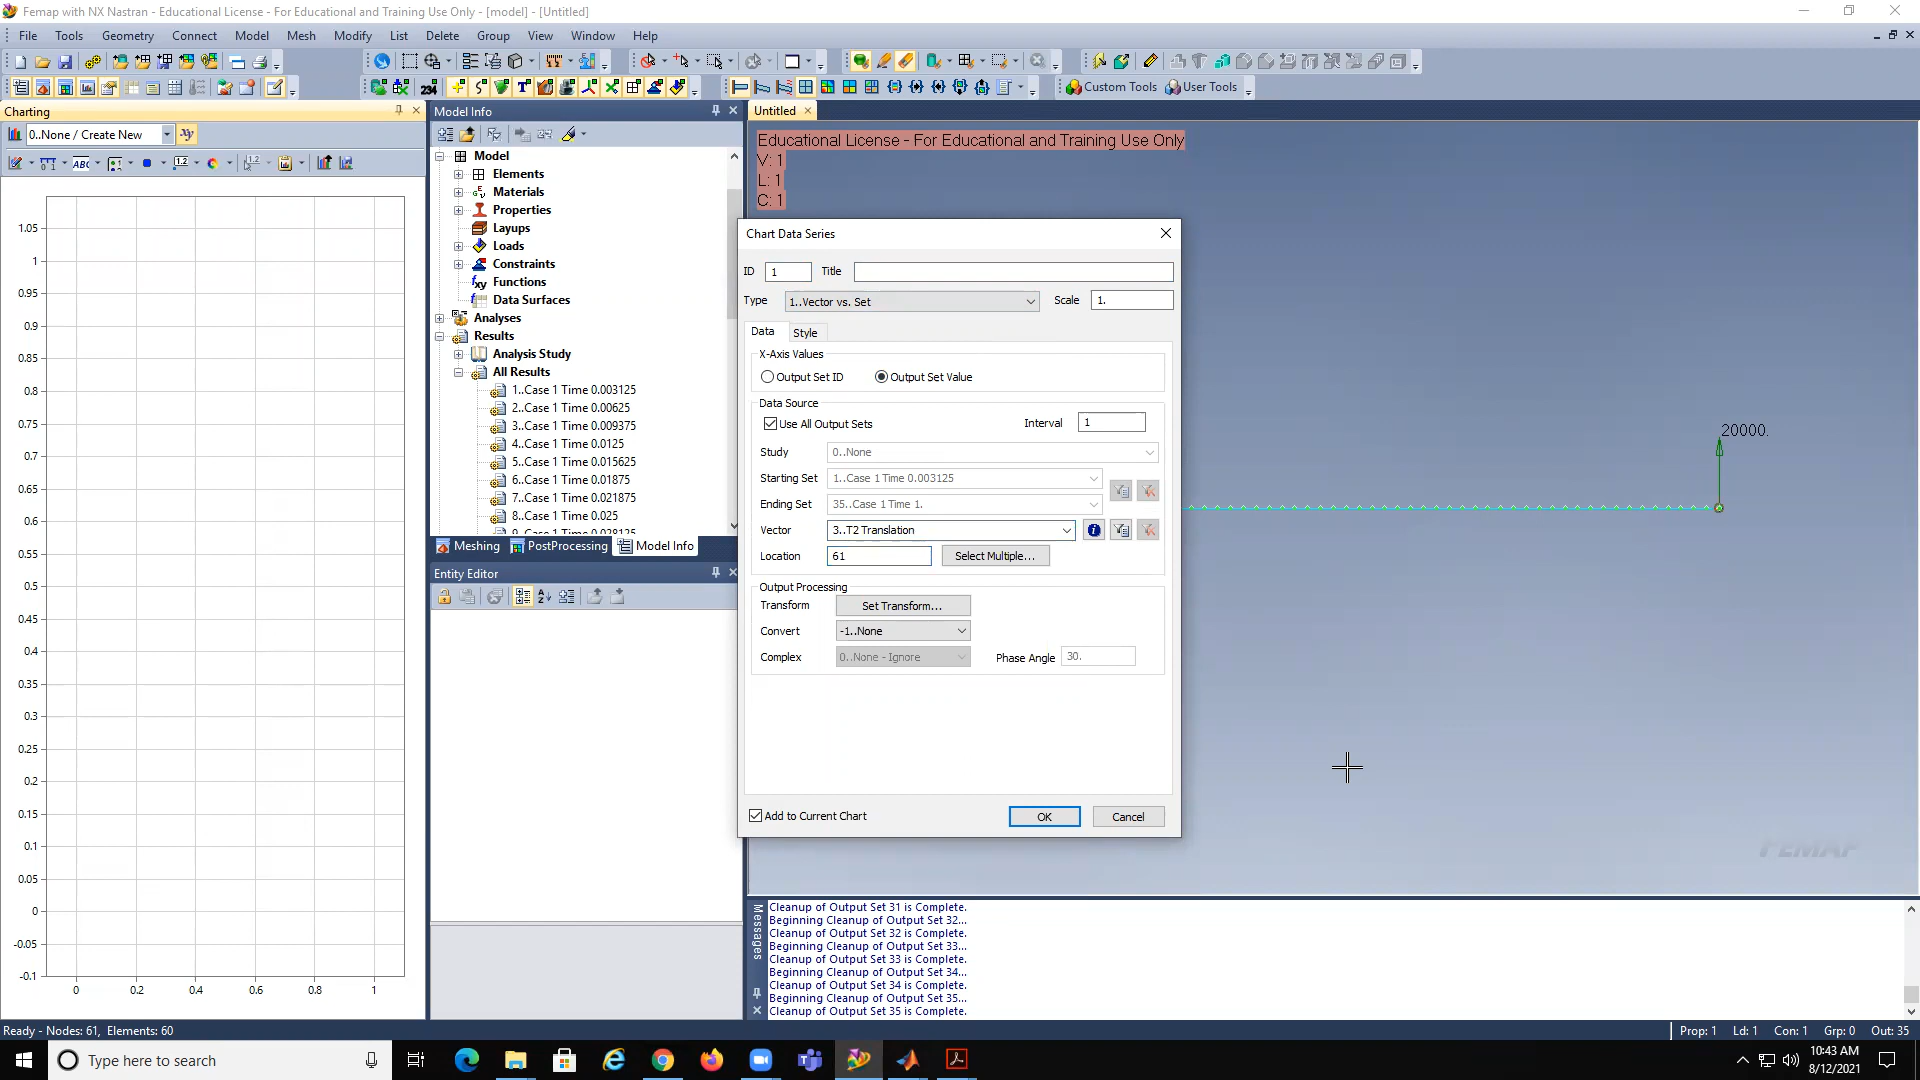 Femap with NX Nastran - Educational License - For Educational and Training Use Only - [model] - [Untitled]
File Tools Geometry Connect Model Mesh Modify List Delete Group View Window Help
234
Custom Tools User Tools
Charting
0..None / Create New
xy
ABC
1.05
1
0.95
0.9
0.85
0.8
0.75
0.7
0.65
0.6
0.55
0.5
0.45
0.4
0.35
0.3
0.25
0.2
0.15
0.1
0.05
0
-0.05
-0.1
0 0.2 0.4 0.6 0.8 1
Model Info
Model
Elements
Materials
Properties
Layups
Loads
Constraints
Functions
Data Surfaces
Analyses
Results
Analysis Study
All Results
1..Case 1 Time 0.003125
2..Case 1 Time 0.00625
3..Case 1 Time 0.009375
4..Case 1 Time 0.0125
5..Case 1 Time 0.015625
6..Case 1 Time 0.01875
7..Case 1 Time 0.021875
8..Case 1 Time 0.025
9..Case 1 Time 0.028125
Meshing PostProcessing Model Info
Entity Editor
Untitled
Educational License - For Educational and Training Use Only
V: 1
L: 1
C: 1
20000.
FEMAP
Chart Data Series
ID 1 Title
Type 1..Vector vs. Set Scale 1.
Data Style
X-Axis Values
Output Set ID Output Set Value
Data Source
Use All Output Sets Interval 1
Study 0..None
Starting Set 1..Case 1 Time 0.003125
Ending Set 35..Case 1 Time 1.
Vector 3..T2 Translation
Location 61 Select Multiple...
Output Processing
Transform Set Transform...
Convert -1..None
Complex 0..None - Ignore Phase Angle 30.
Add to Current Chart OK Cancel
Messages
Cleanup of Output Set 31 is Complete.
Beginning Cleanup of Output Set 32...
Cleanup of Output Set 32 is Complete.
Beginning Cleanup of Output Set 33...
Cleanup of Output Set 33 is Complete.
Beginning Cleanup of Output Set 34...
Cleanup of Output Set 34 is Complete.
Beginning Cleanup of Output Set 35...
Cleanup of Output Set 35 is Complete.
Ready - Nodes: 61, Elements: 60
Prop: 1 Ld: 1 Con: 1 Grp: 0 Out: 35
Type here to search
10:43 AM
8/12/2021